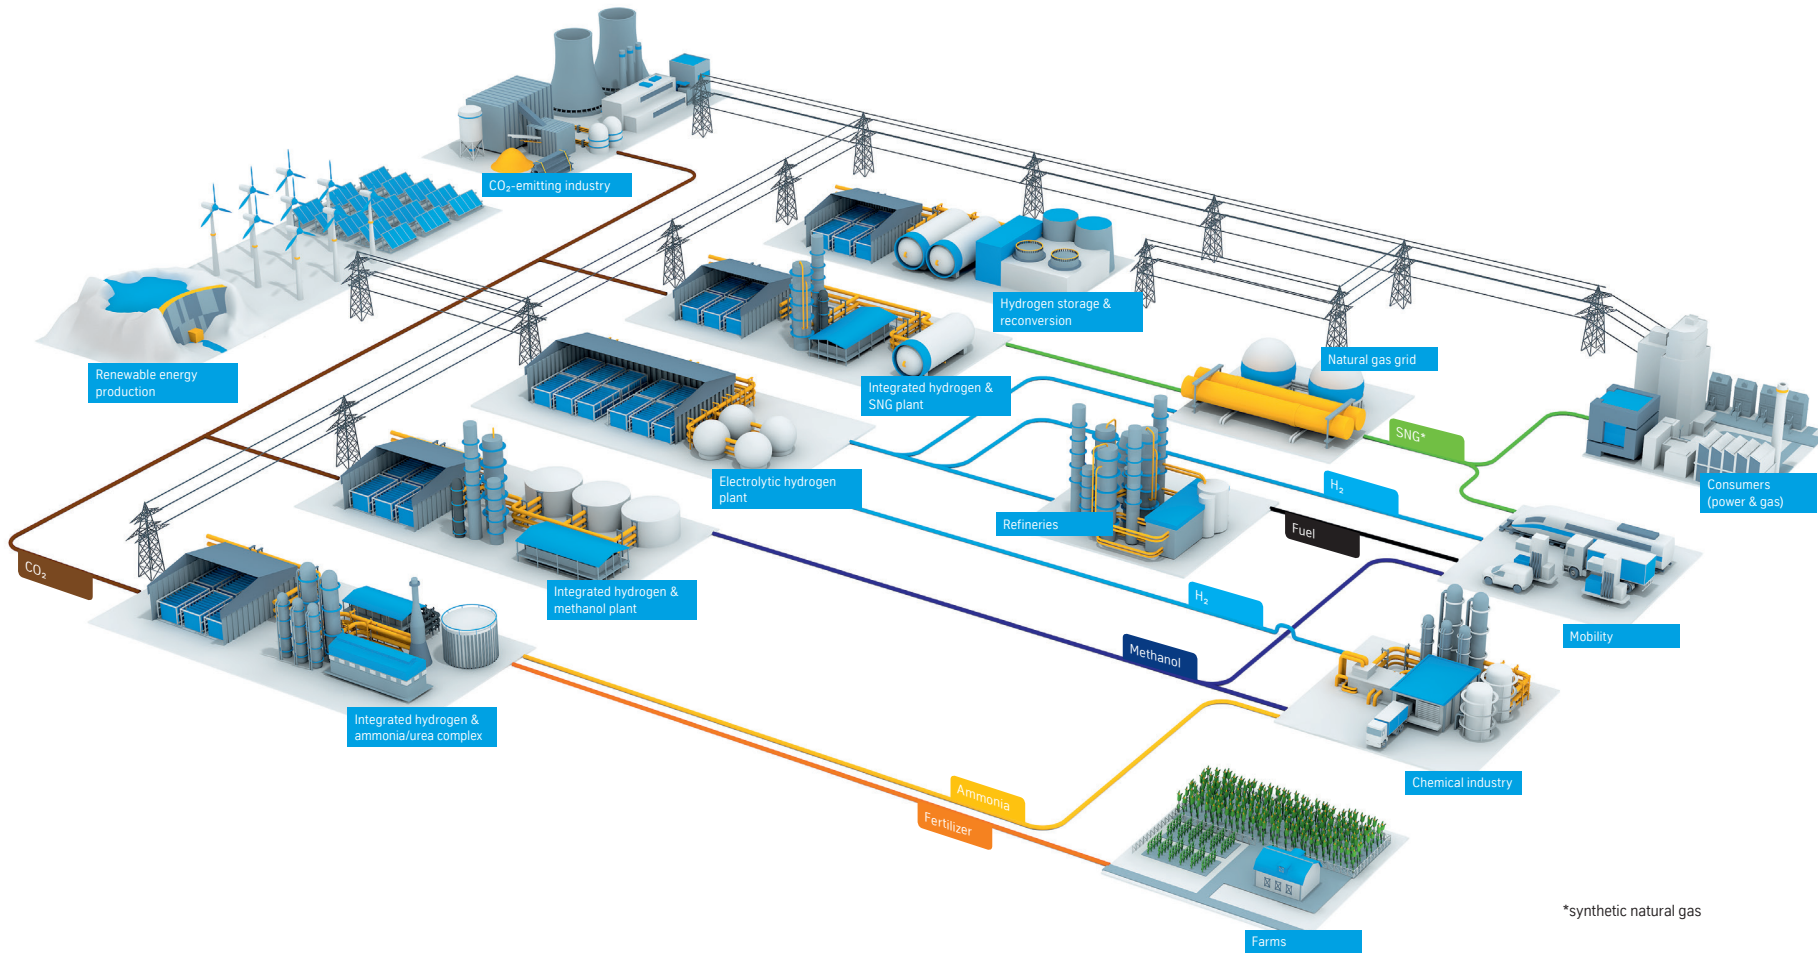 CO₂-emitting industry
Renewable energy
production
Hydrogen storage &
reconversion
Natural gas grid
Integrated hydrogen &
SNG plant
SNG*
Electrolytic hydrogen
plant
H₂
Consumers
(power & gas)
Refineries
Fuel
CO₂
Integrated hydrogen &
methanol plant
H₂
Mobility
Methanol
Integrated hydrogen &
ammonia/urea complex
Chemical industry
Ammonia
Fertilizer
*synthetic natural gas
Farms